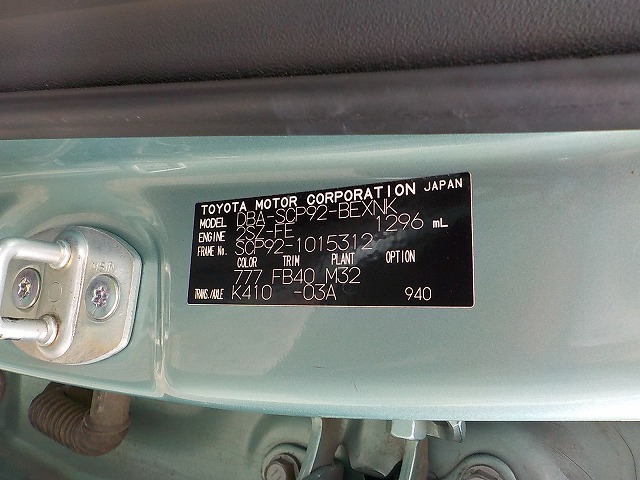 TOYOTA MOTOR CORPORATION JAPAN
MODEL DBA-SCP92-BEXNK
ENGINE 2SZ-FE 1296 mL
FRAME No. SCP92-1015312
COLOR TRIM PLANT OPTION
777 FB40 M32
TRANS./AXLE K410 -03A 940